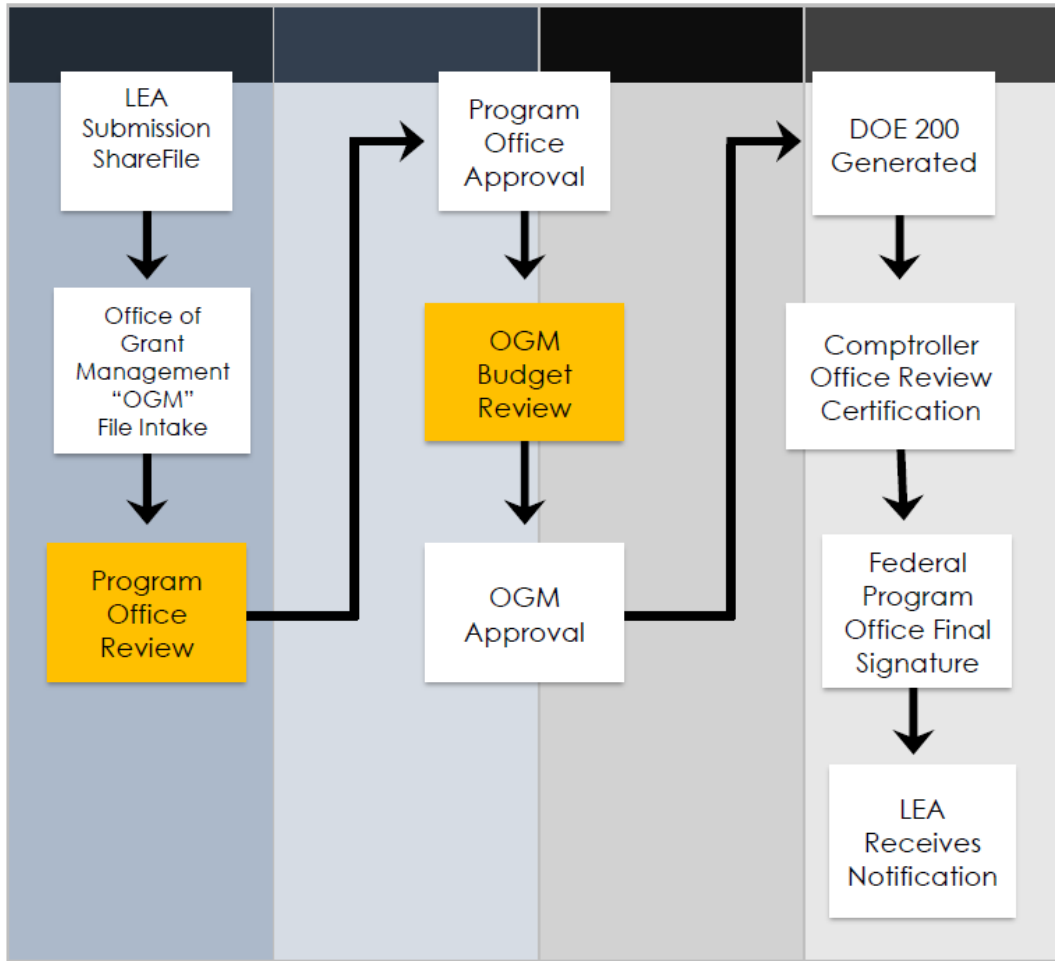 LEA
Submission
ShareFile
Office of
Grant
Management
“OGM”
File Intake
Program
Office
Review
Program
Office
Approval
OGM
Budget
Review
OGM
Approval
DOE 200
Generated
Comptroller
Office Review
Certification
Federal
Program
Office Final
Signature
LEA
Receives
Notification